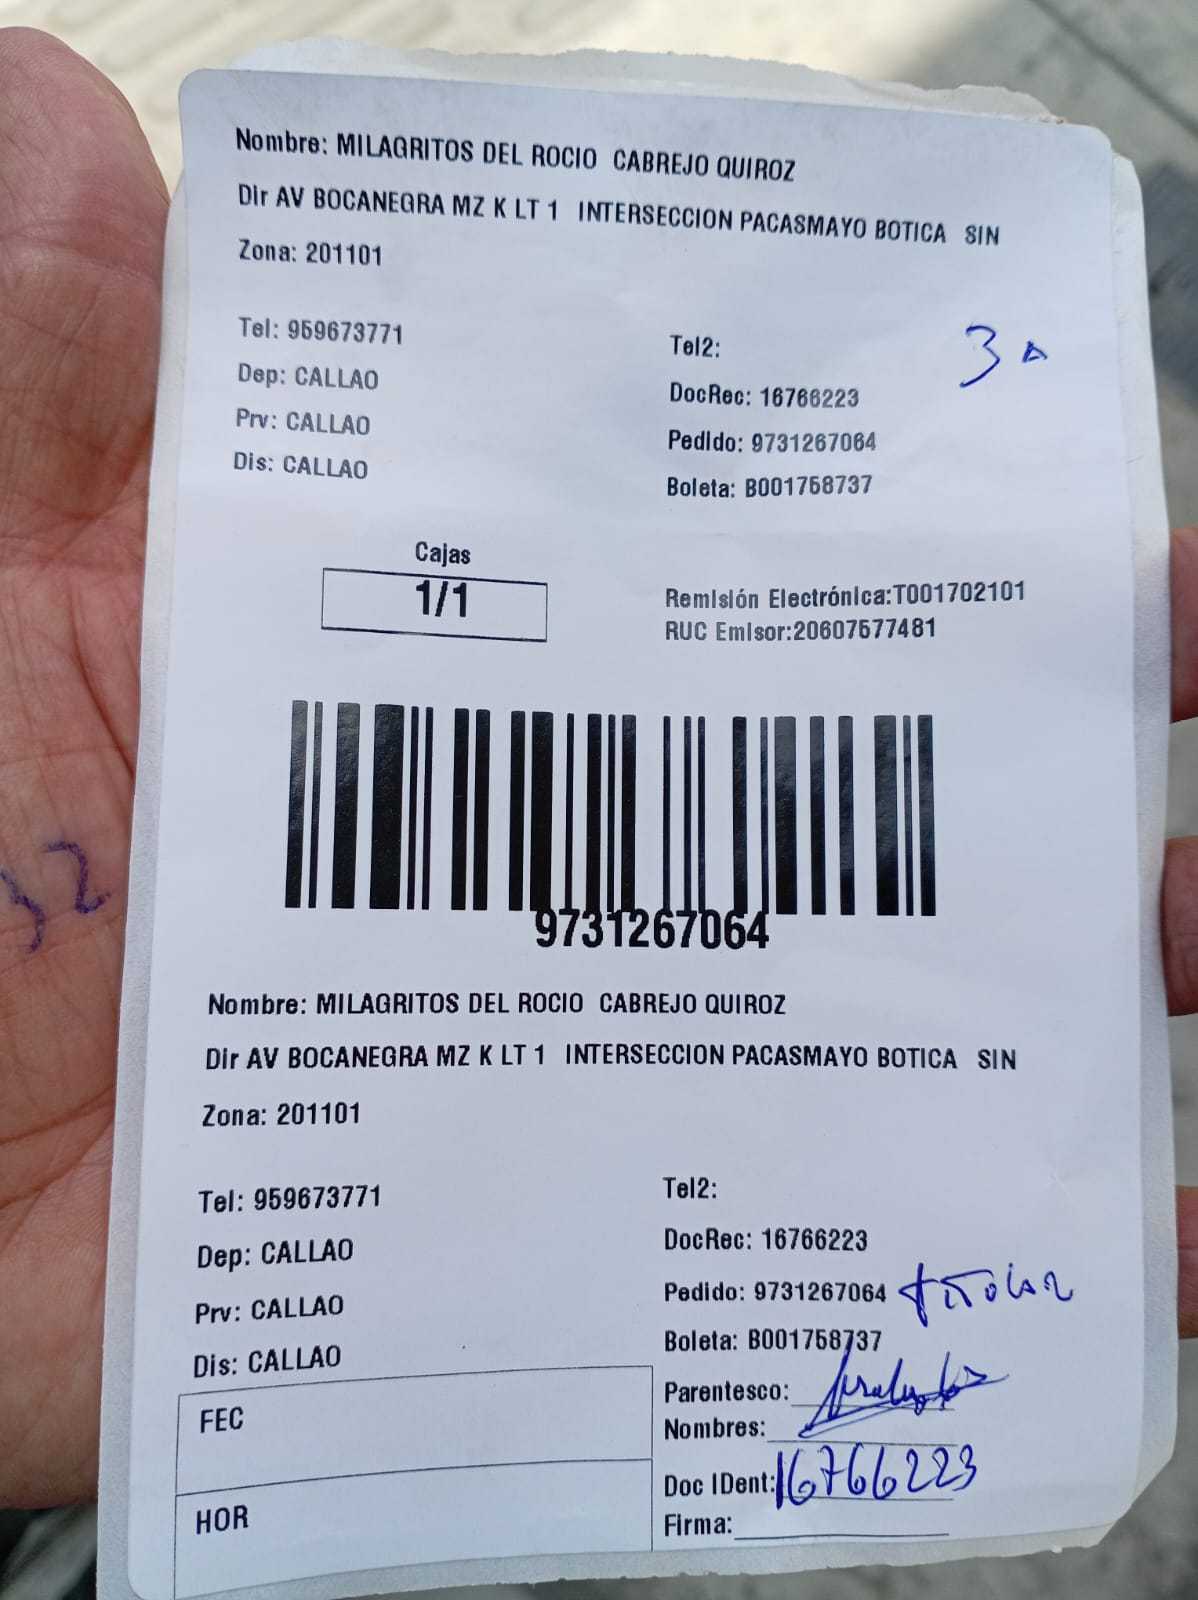 Nombre: MILAGRITOS DEL ROCIO CABREJO QUIROZ
Dir AV BOCANEGRA MZ K LT 1 INTERSECCION PACASMAYO BOTICA SIN
Zona: 201101
Tel: 959673771
Tel2:
3 A
Dep: CALLAO
DocRec: 16766223
Prv: CALLAO
Pedido: 9731267064
Dis: CALLAO
Boleta: B001758737
Cajas
1/1
Remisión Electrónica:T001702101
RUC Emisor:20607577481
9731267064
Nombre: MILAGRITOS DEL ROCIO CABREJO QUIROZ
Dir AV BOCANEGRA MZ K LT 1 INTERSECCION PACASMAYO BOTICA SIN
Zona: 201101
Tel: 959673771
Tel2:
Dep: CALLAO
DocRec: 16766223
Prv: CALLAO
Pedido: 9731267064 titular
Dis: CALLAO
Boleta: B001758737
Parentesco:
FEC
Nombres:
Doc IDent: 16766223
HOR
Firma: